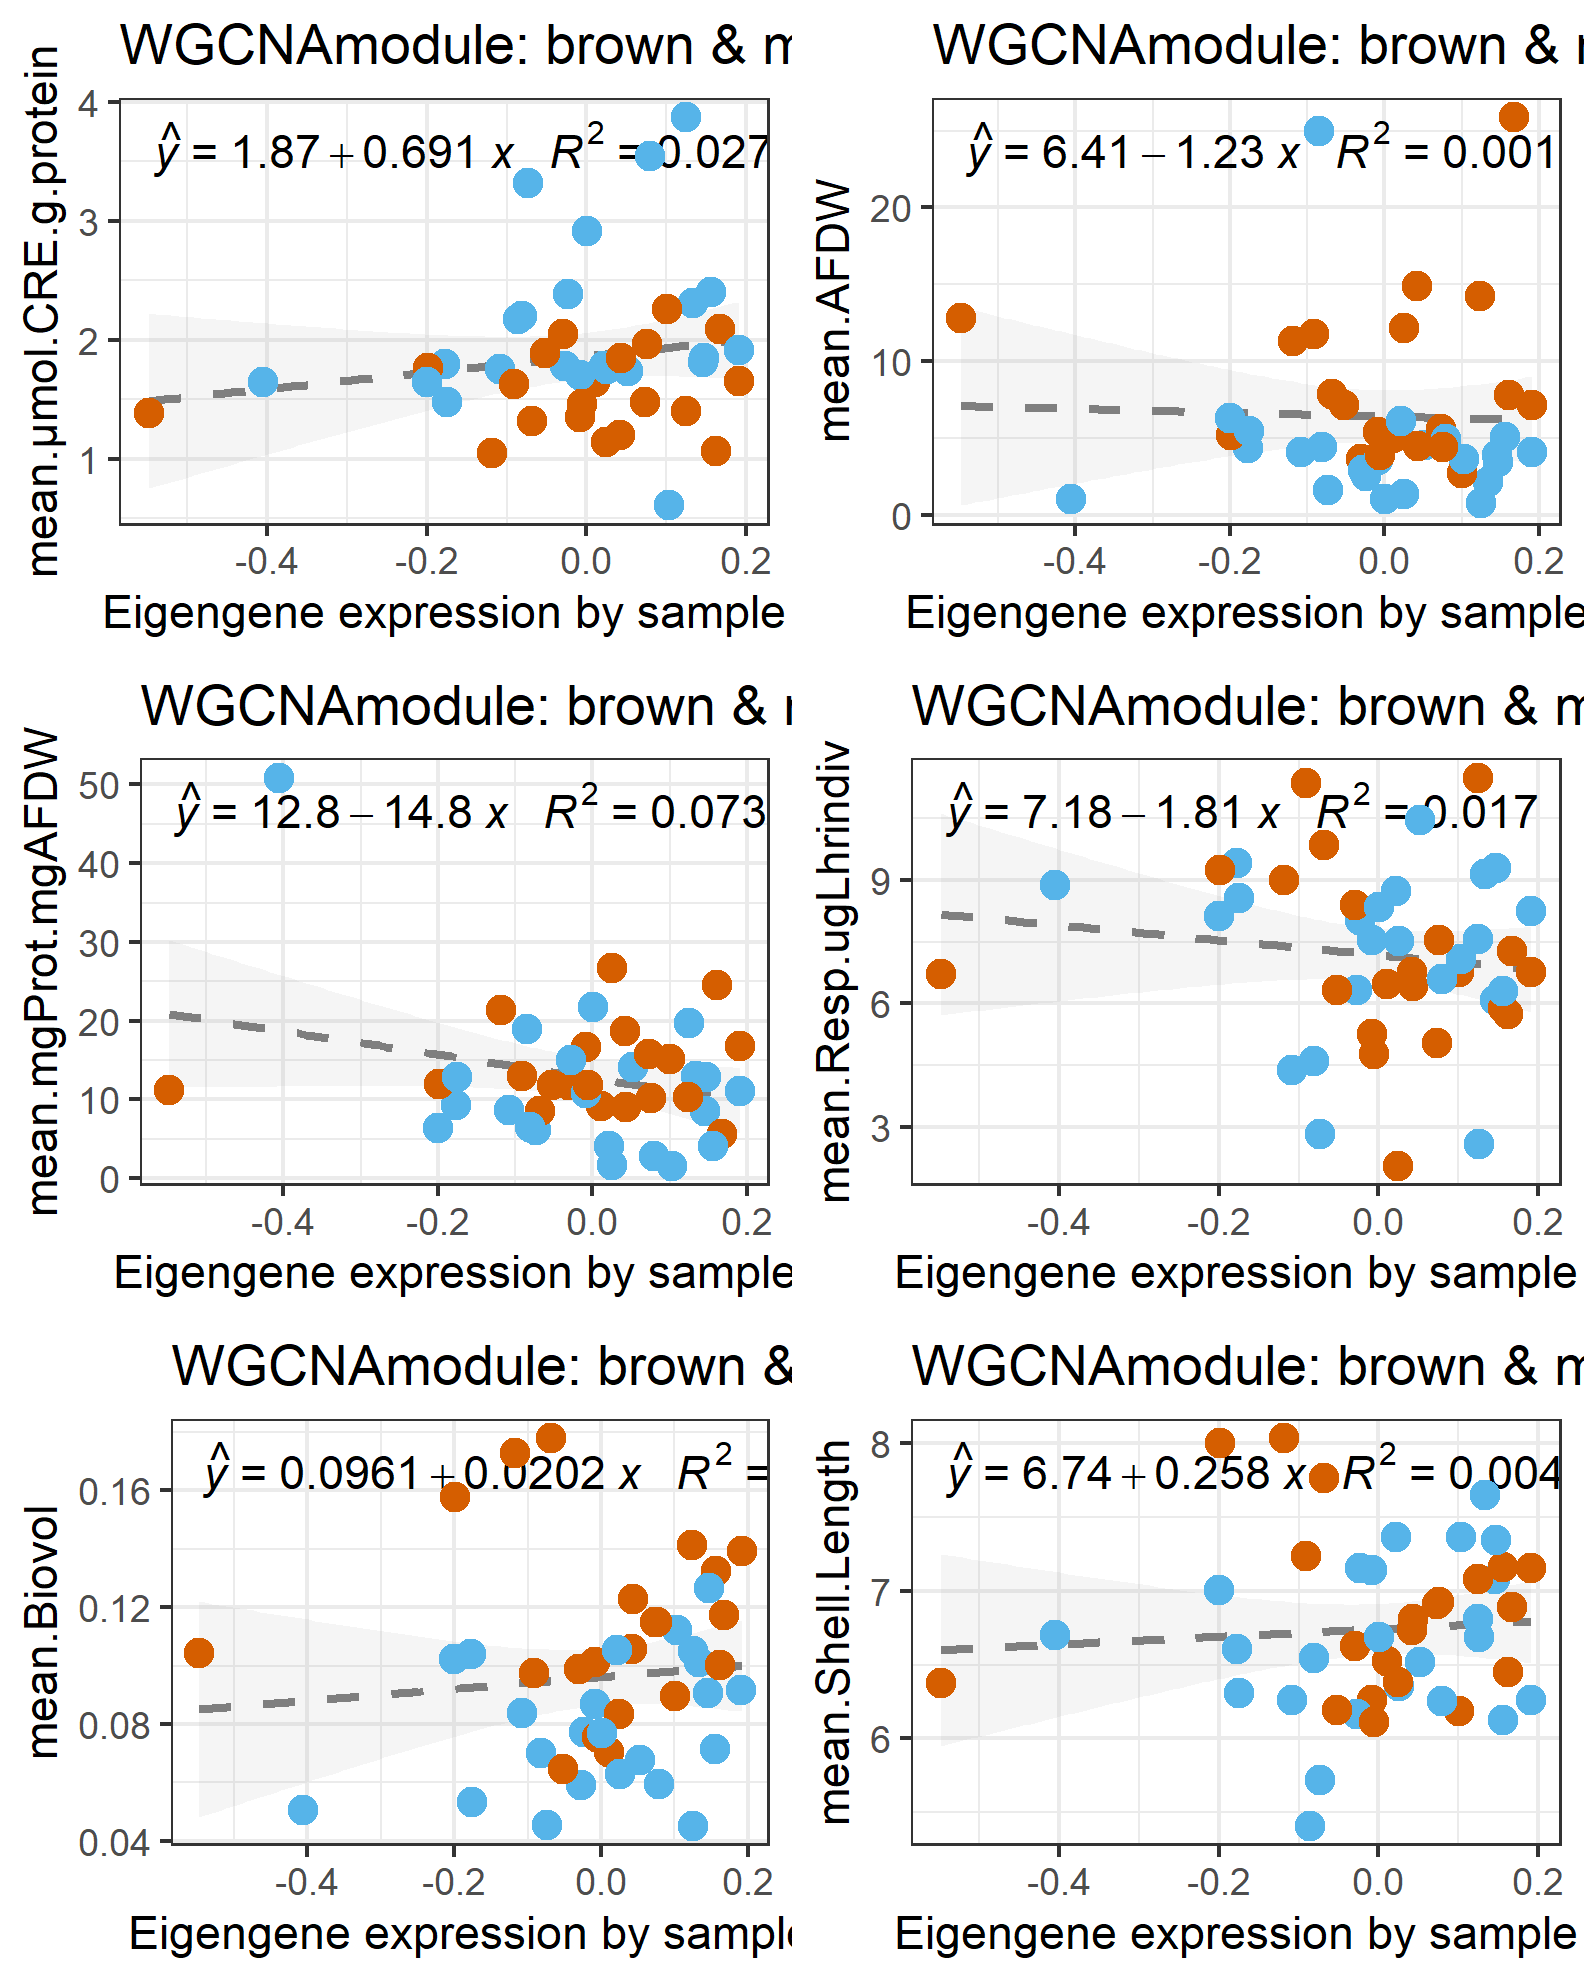 WGCNAmodule: brown & m
mean.µmol.CRE.g.protein
ŷ = 1.87 + 0.691 x R² = 0.027
4
3
2
1
-0.4 -0.2 0.0 0.2
Eigengene expression by sample
WGCNAmodule: brown &
mean.AFDW
ŷ = 6.41 − 1.23 x R² = 0.001
20
10
0
-0.4 -0.2 0.0 0.2
Eigengene expression by sample
WGCNAmodule: brown &
mean.mgProt.mgAFDW
ŷ = 12.8 − 14.8 x R² = 0.073
50
40
30
20
10
0
-0.4 -0.2 0.0 0.2
Eigengene expression by sample
WGCNAmodule: brown & m
mean.Resp.ugLhrindiv
ŷ = 7.18 − 1.81 x R² = 0.017
9
6
3
-0.4 -0.2 0.0 0.2
Eigengene expression by sample
WGCNAmodule: brown &
mean.Biovol
ŷ = 0.0961 + 0.0202 x R² =
0.16
0.12
0.08
0.04
-0.4 -0.2 0.0 0.2
Eigengene expression by sample
WGCNAmodule: brown & m
mean.Shell.Length
ŷ = 6.74 + 0.258 x R² = 0.004
8
7
6
-0.4 -0.2 0.0 0.2
Eigengene expression by sample